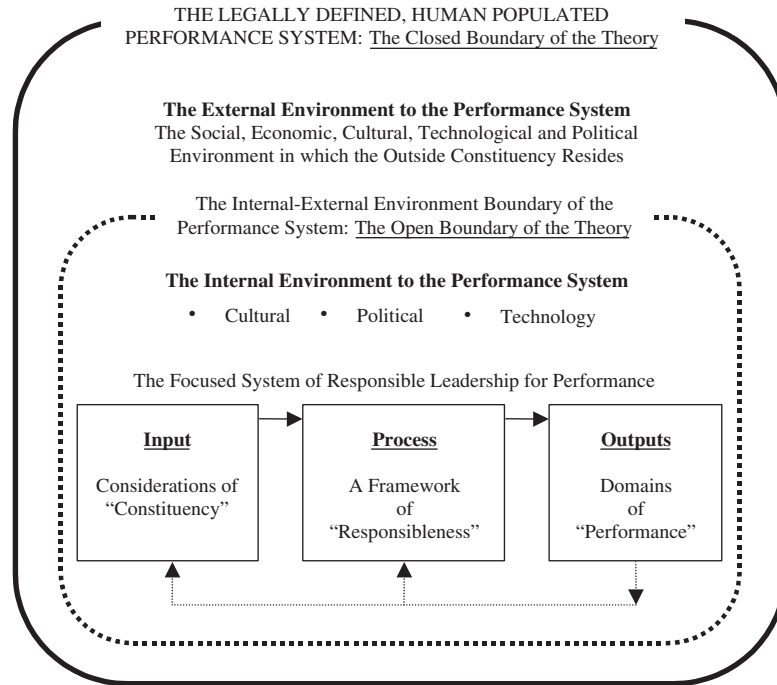 THE LEGALLY DEFINED, HUMAN POPULATED
PERFORMANCE SYSTEM: The Closed Boundary of the Theory
The External Environment to the Performance System
The Social, Economic, Cultural, Technological and Political
Environment in which the Outside Constituency Resides
The Internal-External Environment Boundary of the
Performance System: The Open Boundary of the Theory
The Internal Environment to the Performance System
• Cultural • Political • Technology
The Focused System of Responsible Leadership for Performance
Input
Considerations of
“Constituency”
Process
A Framework
of
“Responsibleness”
Outputs
Domains
of
“Performance”